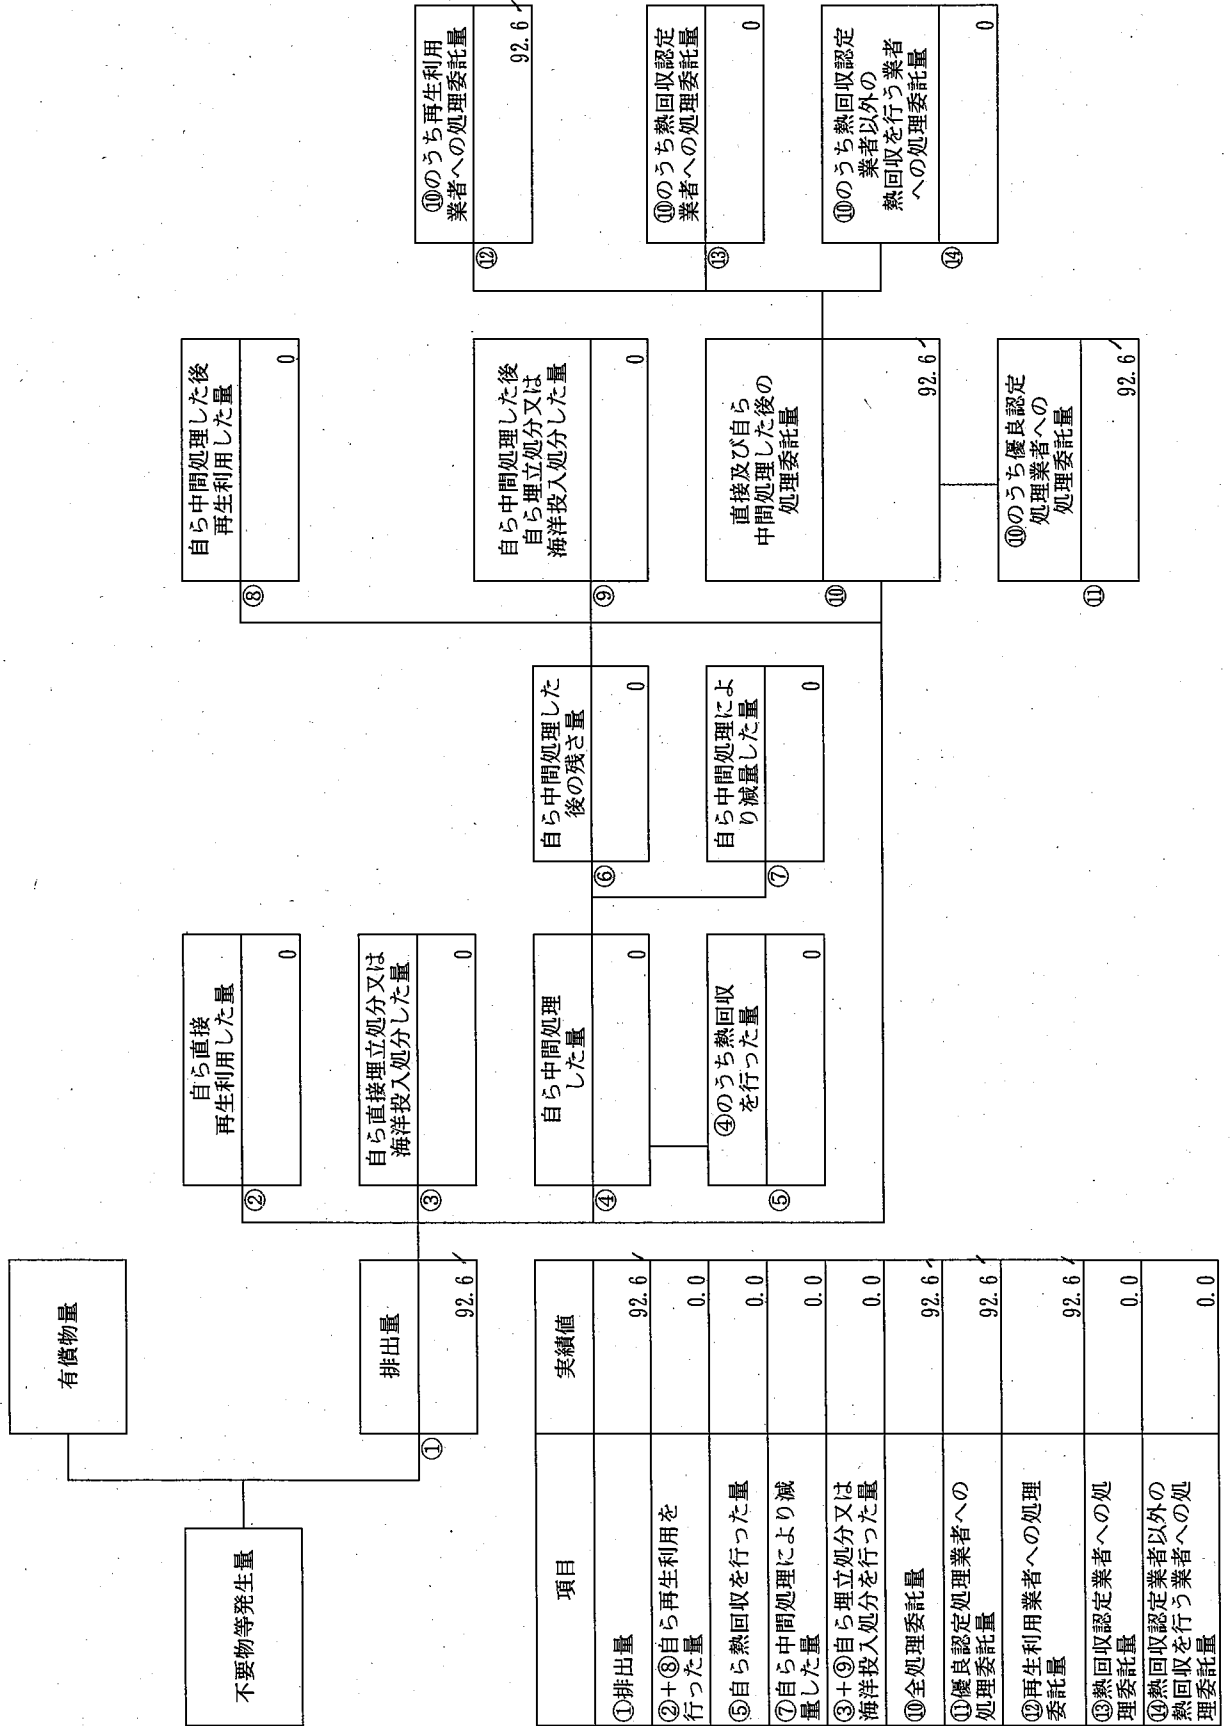 不要物等発生量
有償物量
排出量
①
92.6
自ら直接
再生利用した量
②
0
自ら直接埋立処分又は
海洋投入処分した量
③
0
自ら中間処理
した量
④
0
④のうち熱回収
を行った量
⑤
0
自ら中間処理した
後の残さ量
⑥
0
自ら中間処理によ
り減量した量
⑦
0
自ら中間処理した後
再生利用した量
⑧
0
自ら中間処理した後
自ら埋立処分又は
海洋投入処分した量
⑨
0
直接及び自ら
中間処理した後の
処理委託量
⑩
92.6
⑩のうち優良認定
処理業者への
処理委託量
⑪
92.6
⑩のうち再生利用
業者への処理委託量
⑫
92.6
⑩のうち熱回収認定
業者への処理委託量
⑬
0
⑩のうち熱回収認定
業者以外の
熱回収を行う業者
への処理委託量
⑭
0
項目
実績値
①排出量
92.6
②+⑧自ら再生利用を
行った量
0.0
⑤自ら熱回収を行った量
0.0
⑦自ら中間処理により減
量した量
0.0
③+⑨自ら埋立処分又は
海洋投入処分を行った量
0.0
⑩全処理委託量
92.6
⑪優良認定処理業者への
処理委託量
92.6
⑫再生利用業者への処理
委託量
92.6
⑬熱回収認定業者への処
理委託量
0.0
⑭熱回収認定業者以外の
熱回収を行う業者への処
理委託量
0.0